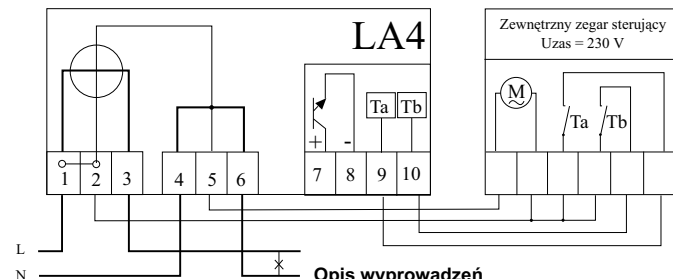 LA4
Zewnętrzny zegar sterujący
Uzas = 230 V
M
~
Ta
Tb
Ta Tb
+ -
1 2 3 4 5 6 7 8 9 10
L
N
Opis wyprowadzeń